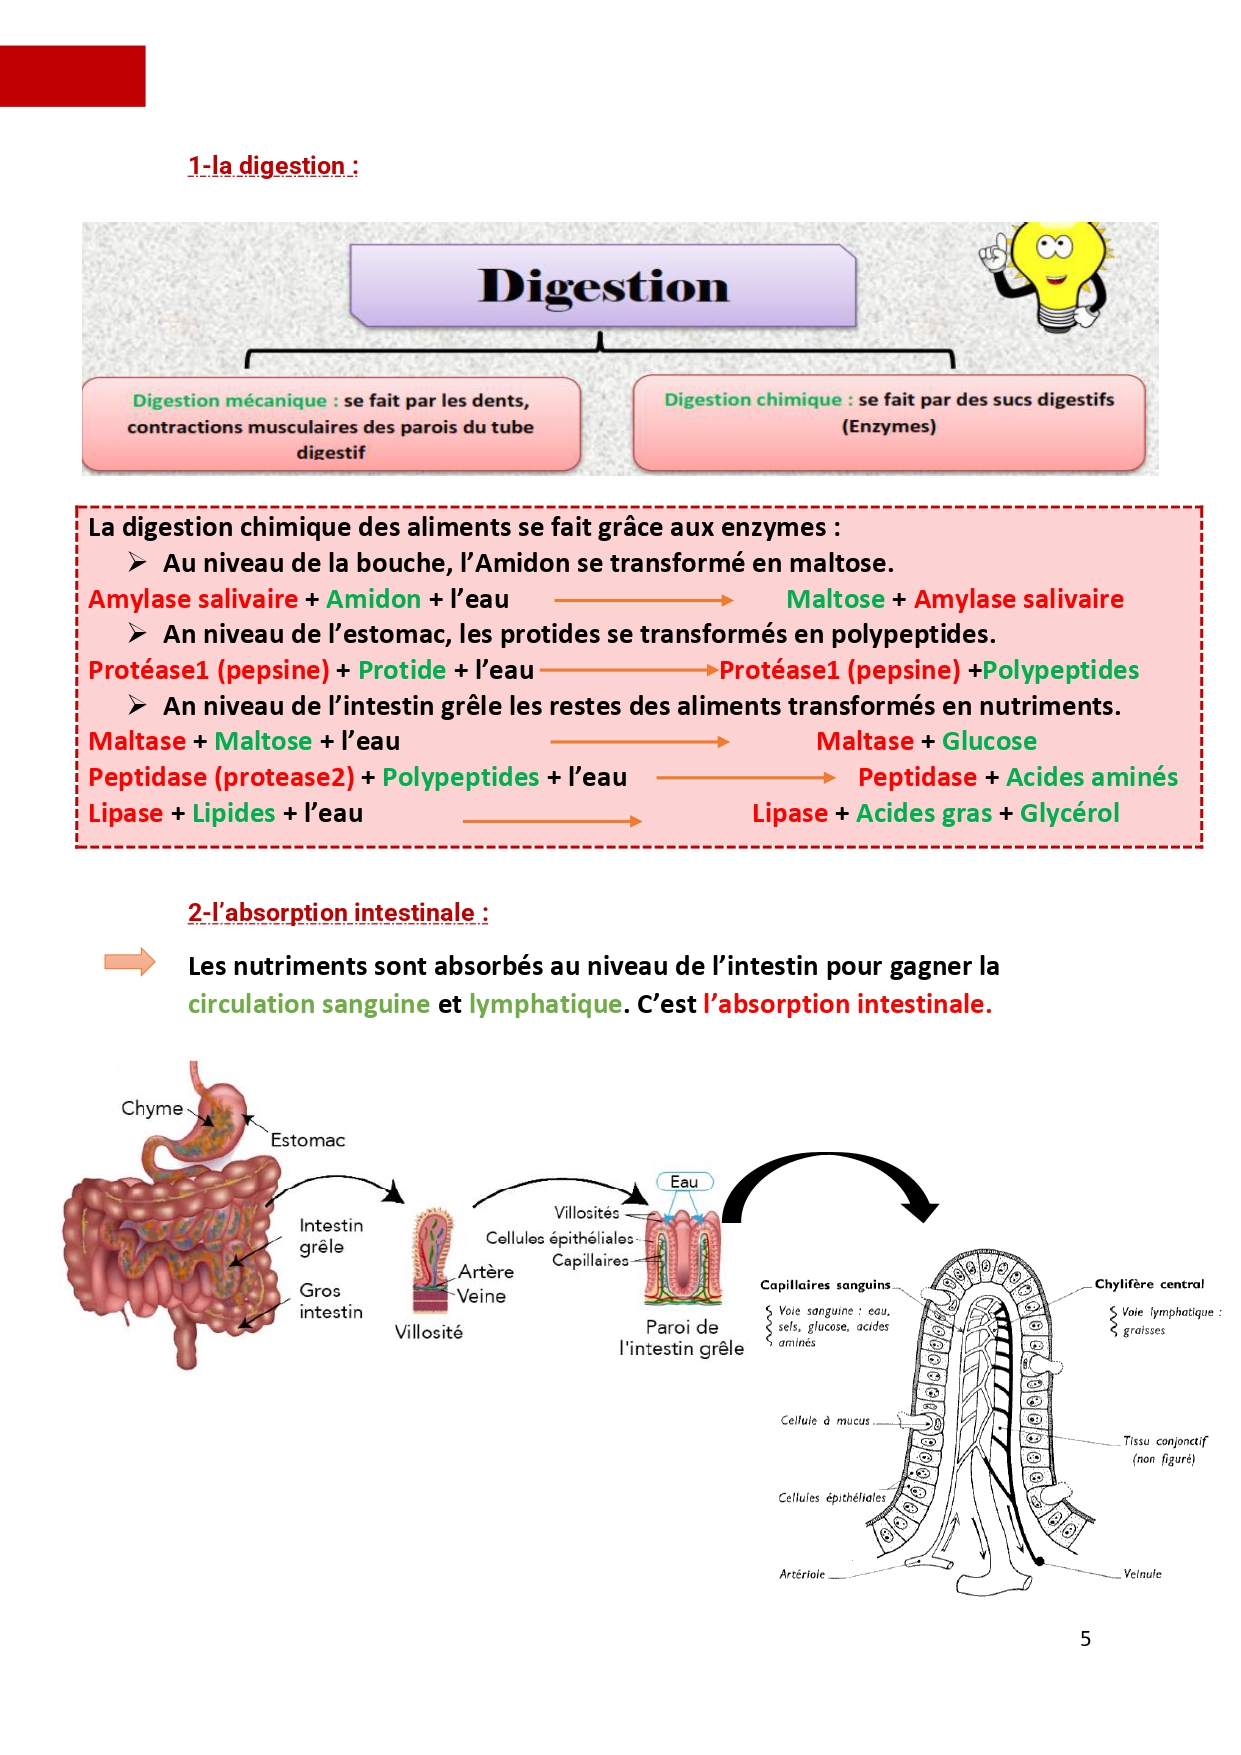 1-la digestion :
Digestion
Digestion mécanique : se fait par les dents,
contractions musculaires des parois du tube
digestif
Digestion chimique : se fait par des sucs digestifs
(Enzymes)
La digestion chimique des aliments se fait grâce aux enzymes :
➢ Au niveau de la bouche, l’Amidon se transformé en maltose.
Amylase salivaire + Amidon + l’eau → Maltose + Amylase salivaire
➢ An niveau de l’estomac, les protides se transformés en polypeptides.
Protéase1 (pepsine) + Protide + l’eau → Protéase1 (pepsine) +Polypeptides
➢ An niveau de l’intestin grêle les restes des aliments transformés en nutriments.
Maltase + Maltose + l’eau → Maltase + Glucose
Peptidase (protease2) + Polypeptides + l’eau → Peptidase + Acides aminés
Lipase + Lipides + l’eau → Lipase + Acides gras + Glycérol
2-l’absorption intestinale :
Les nutriments sont absorbés au niveau de l’intestin pour gagner la
circulation sanguine et lymphatique. C’est l’absorption intestinale.
Chyme
Estomac
Intestin
grêle
Gros
intestin
Artère
Veine
Villosité
Eau
Villosités
Cellules épithéliales
Capillaires
Paroi de
l'intestin grêle
Capillaires sanguins
Voie sanguine : eau,
sels, glucose, acides
aminés
Chylifère central
Voie lymphatique :
graisses
Cellule à mucus
Tissu conjonctif
(non figuré)
Cellules épithéliales
Artériole
Veinule
5